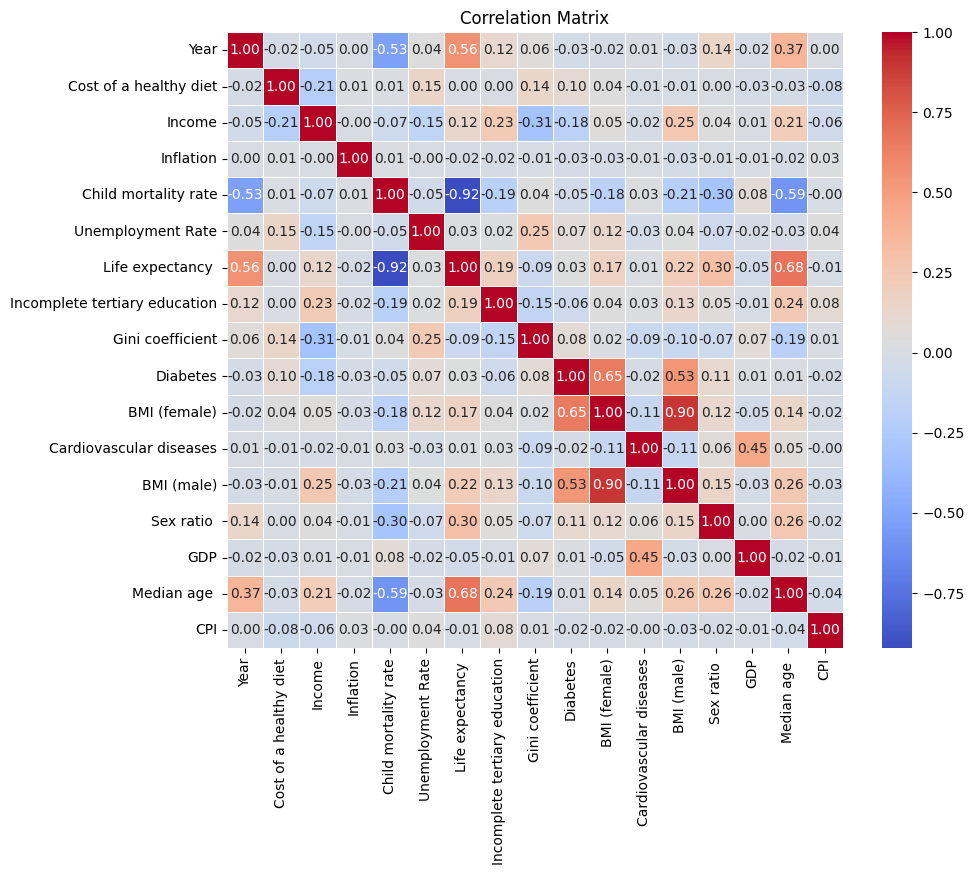 Correlation Matrix
Year 1.00 -0.02 -0.05 0.00 -0.53 0.04 0.56 0.12 0.06 -0.03 -0.02 0.01 -0.03 0.14 -0.02 0.37 0.00
Cost of a healthy diet -0.02 1.00 -0.21 0.01 0.01 0.15 0.00 0.00 0.14 0.10 0.04 -0.01 -0.01 0.00 -0.03 -0.03 -0.08
Income -0.05 -0.21 1.00 -0.00 -0.07 -0.15 0.12 0.23 -0.31 -0.18 0.05 -0.02 0.25 0.04 0.01 0.21 -0.06
Inflation 0.00 0.01 -0.00 1.00 0.01 -0.00 -0.02 -0.02 -0.01 -0.03 -0.03 -0.01 -0.03 -0.01 -0.01 -0.02 0.03
Child mortality rate -0.53 0.01 -0.07 0.01 1.00 -0.05 -0.92 -0.19 0.04 -0.05 -0.18 0.03 -0.21 -0.30 0.08 -0.59 -0.00
Unemployment Rate 0.04 0.15 -0.15 -0.00 -0.05 1.00 0.03 0.02 0.25 0.07 0.12 -0.03 0.04 -0.07 -0.02 -0.03 0.04
Life expectancy 0.56 0.00 0.12 -0.02 -0.92 0.03 1.00 0.19 -0.09 0.03 0.17 0.01 0.22 0.30 -0.05 0.68 -0.01
Incomplete tertiary education 0.12 0.00 0.23 -0.02 -0.19 0.02 0.19 1.00 -0.15 -0.06 0.04 0.03 0.13 0.05 -0.01 0.24 0.08
Gini coefficient 0.06 0.14 -0.31 -0.01 0.04 0.25 -0.09 -0.15 1.00 0.08 0.02 -0.09 -0.10 -0.07 0.07 -0.19 0.01
Diabetes -0.03 0.10 -0.18 -0.03 -0.05 0.07 0.03 -0.06 0.08 1.00 0.65 -0.02 0.53 0.11 0.01 0.01 -0.02
BMI (female) -0.02 0.04 0.05 -0.03 -0.18 0.12 0.17 0.04 0.02 0.65 1.00 -0.11 0.90 0.12 -0.05 0.14 -0.02
Cardiovascular diseases 0.01 -0.01 -0.02 -0.01 0.03 -0.03 0.01 0.03 -0.09 -0.02 -0.11 1.00 -0.11 0.06 0.45 0.05 -0.00
BMI (male) -0.03 -0.01 0.25 -0.03 -0.21 0.04 0.22 0.13 -0.10 0.53 0.90 -0.11 1.00 0.15 -0.03 0.26 -0.03
Sex ratio 0.14 0.00 0.04 -0.01 -0.30 -0.07 0.30 0.05 -0.07 0.11 0.12 0.06 0.15 1.00 0.00 0.26 -0.02
GDP -0.02 -0.03 0.01 -0.01 0.08 -0.02 -0.05 -0.01 0.07 0.01 -0.05 0.45 -0.03 0.00 1.00 -0.02 -0.01
Median age 0.37 -0.03 0.21 -0.02 -0.59 -0.03 0.68 0.24 -0.19 0.01 0.14 0.05 0.26 0.26 -0.02 1.00 -0.04
CPI 0.00 -0.08 -0.06 0.03 -0.00 0.04 -0.01 0.08 0.01 -0.02 -0.02 -0.00 -0.03 -0.02 -0.01 -0.04 1.00
Year
Cost of a healthy diet
Income
Inflation
Child mortality rate
Unemployment Rate
Life expectancy
Incomplete tertiary education
Gini coefficient
Diabetes
BMI (female)
Cardiovascular diseases
BMI (male)
Sex ratio
GDP
Median age
CPI
1.00
0.75
0.50
0.25
0.00
−0.25
−0.50
−0.75